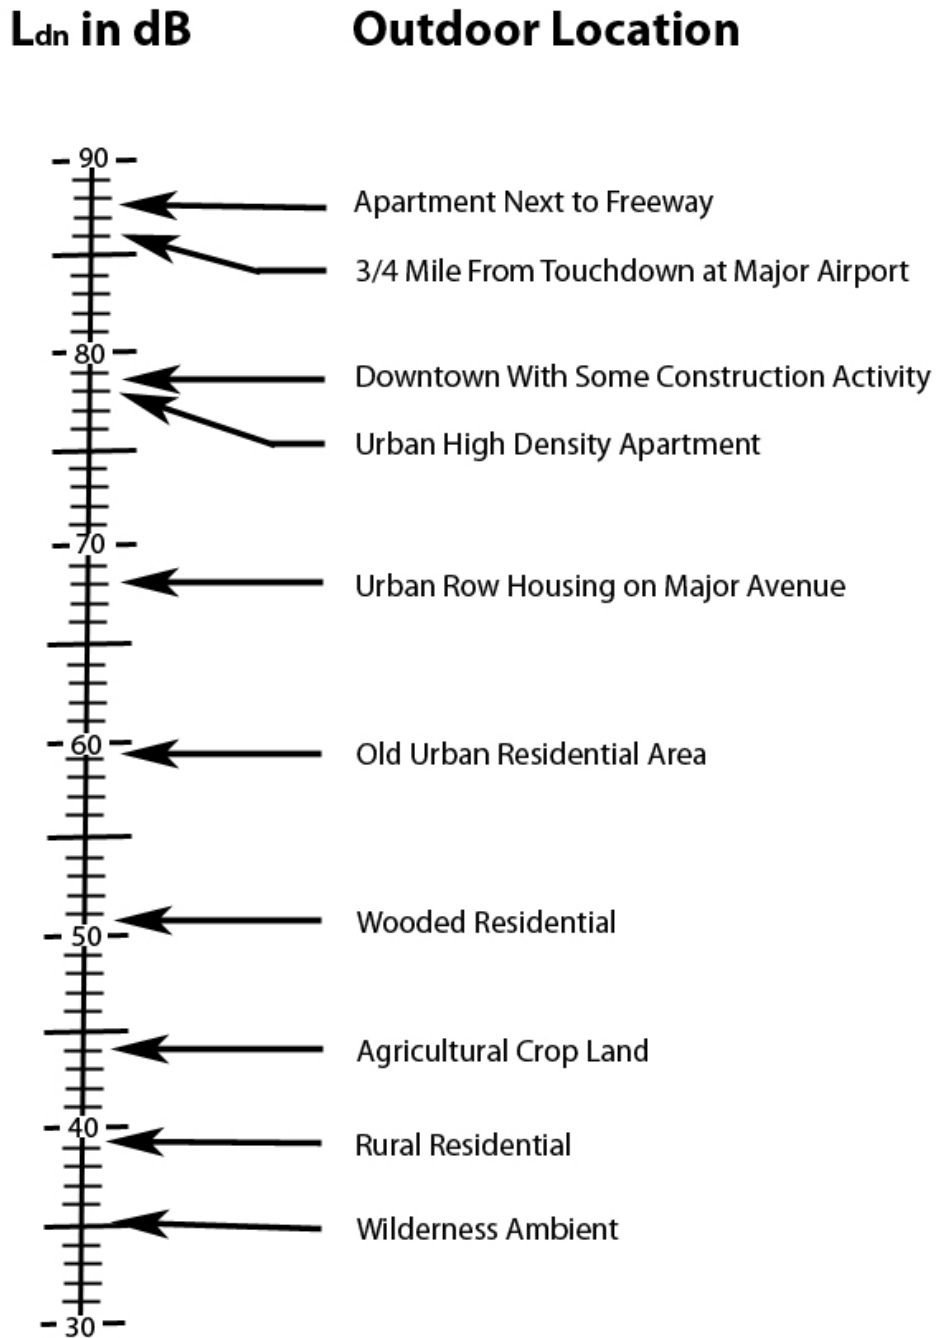 Ldn in dB Outdoor Location
90
Apartment Next to Freeway
3/4 Mile From Touchdown at Major Airport
80
Downtown With Some Construction Activity
Urban High Density Apartment
70
Urban Row Housing on Major Avenue
60
Old Urban Residential Area
Wooded Residential
50
Agricultural Crop Land
40
Rural Residential
Wilderness Ambient
30